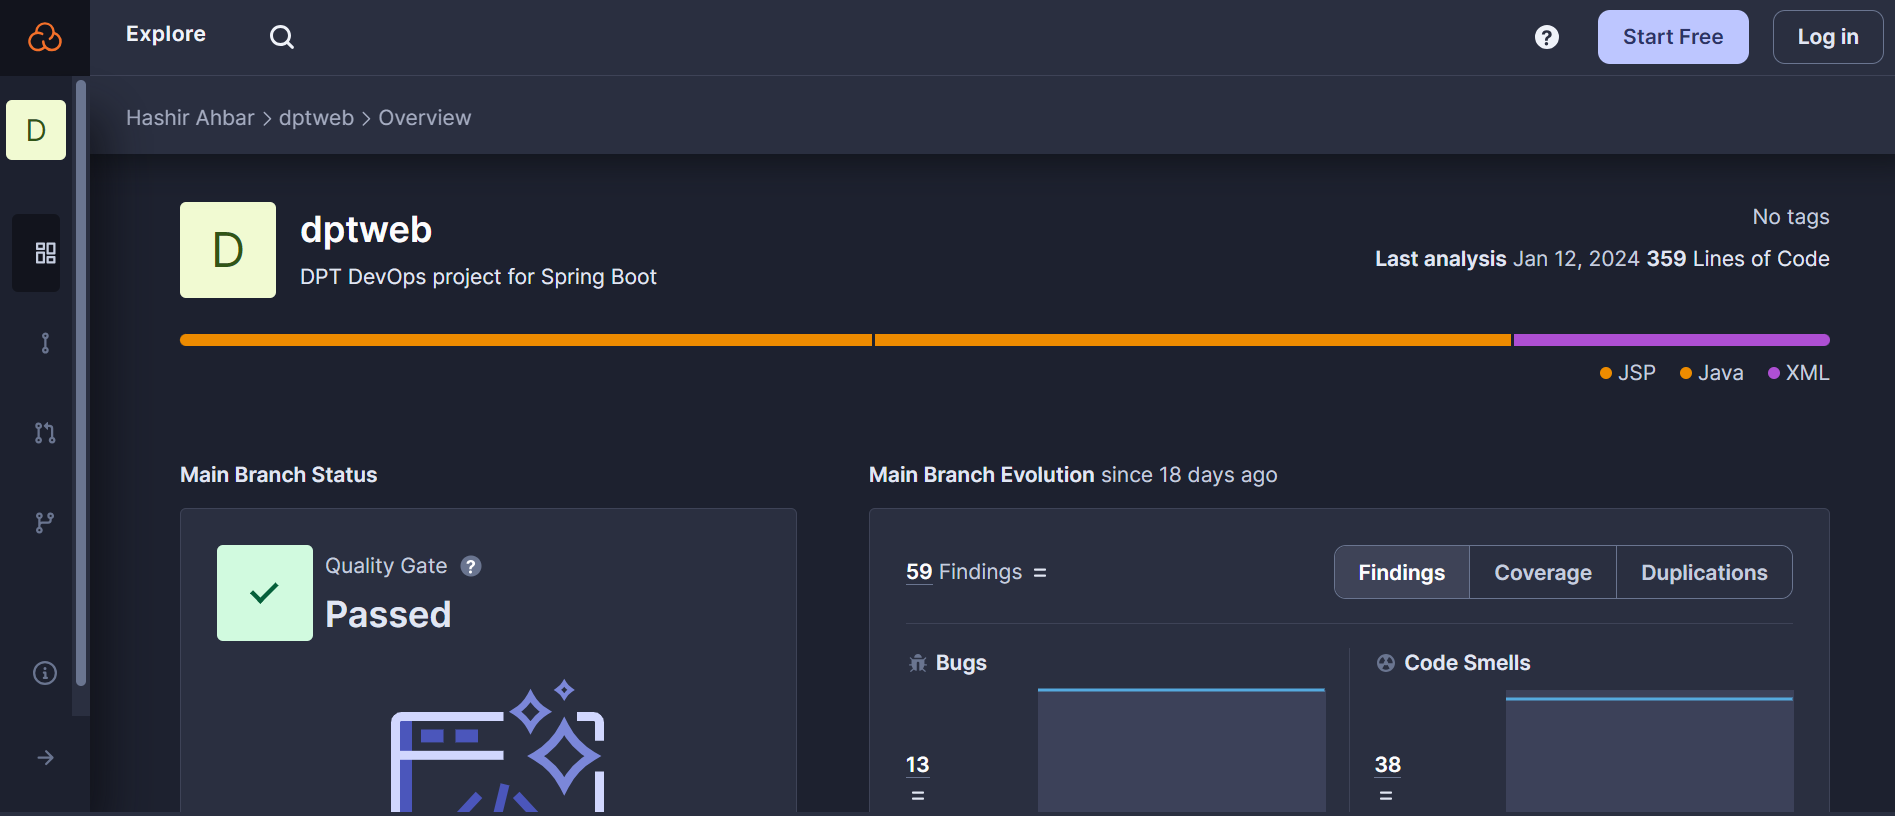 Explore
?
Start Free
Log in
Hashir Ahbar > dptweb > Overview
D
D
dptweb
DPT DevOps project for Spring Boot
No tags
Last analysis Jan 12, 2024 359 Lines of Code
JSP Java XML
Main Branch Status
Quality Gate ?
Passed
Main Branch Evolution since 18 days ago
59 Findings =
Findings Coverage Duplications
Bugs
13
=
Code Smells
38
=